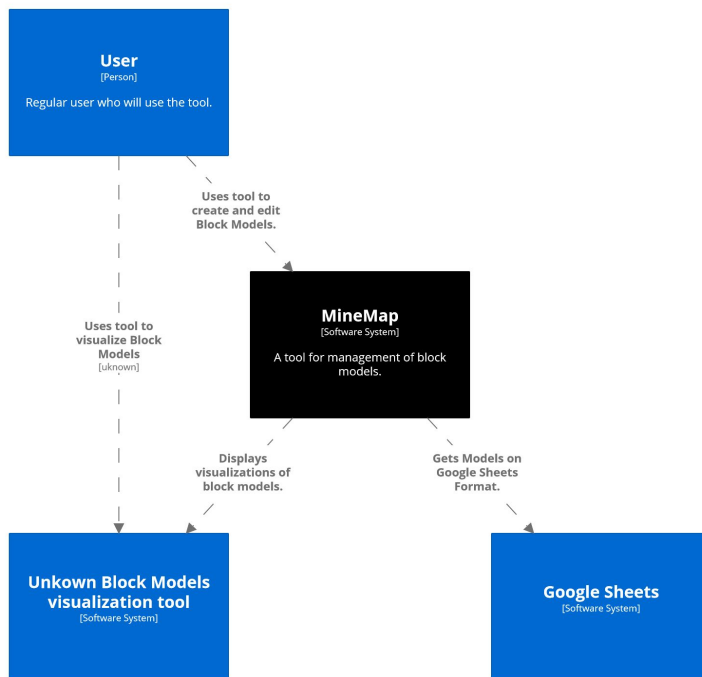 User
[Person]
Regular user who will use the tool.
Uses tool to
create and edit
Block Models.
MineMap
[Software System]
A tool for management of block
models.
Uses tool to
visualize Block
Models
[uknown]
Displays
visualizations of
block models.
Gets Models on
Google Sheets
Format.
Unkown Block Models
visualization tool
[Software System]
Google Sheets
[Software System]